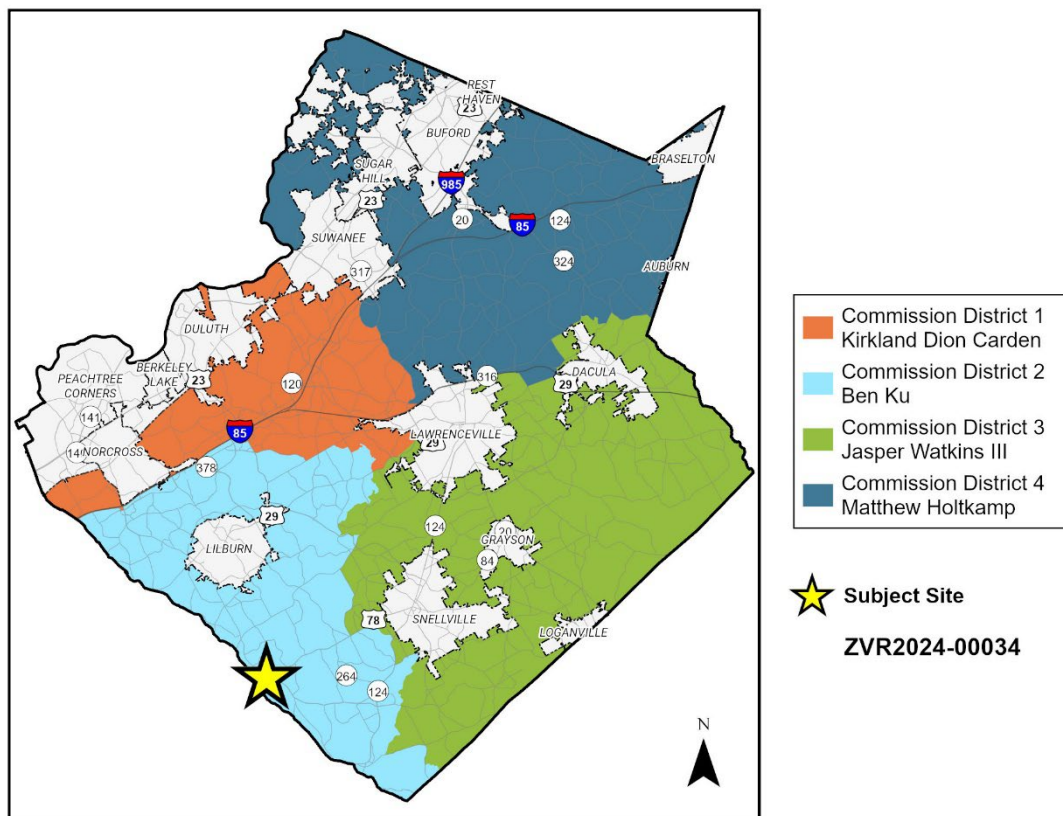 REST
HAVEN
23
BUFORD
BRASELTON
SUGAR
HILL
985
23
20
85
124
SUWANEE
317
324
AUBURN
DULUTH
BERKELEY
LAKE
23
PEACHTREE
CORNERS
120
316
DACULA
29
141
85
LAWRENCEVILLE
29
14
NORCROSS
378
29
LILBURN
124
20
GRAYSON
84
78
SNELLVILLE
LOGANVILLE
264
124
N
Commission District 1
Kirkland Dion Carden
Commission District 2
Ben Ku
Commission District 3
Jasper Watkins III
Commission District 4
Matthew Holtkamp
Subject Site
ZVR2024-00034